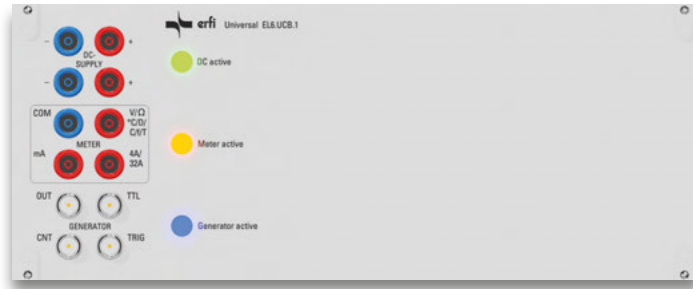 erfi Universal EL6.UCB.1
- +
DC-
SUPPLY
- +
DC active
COM
V/Ω
°C/D/
C/f/T
METER
mA
4A/
32A
Meter active
OUT TTL
GENERATOR
CNT TRIG
Generator active